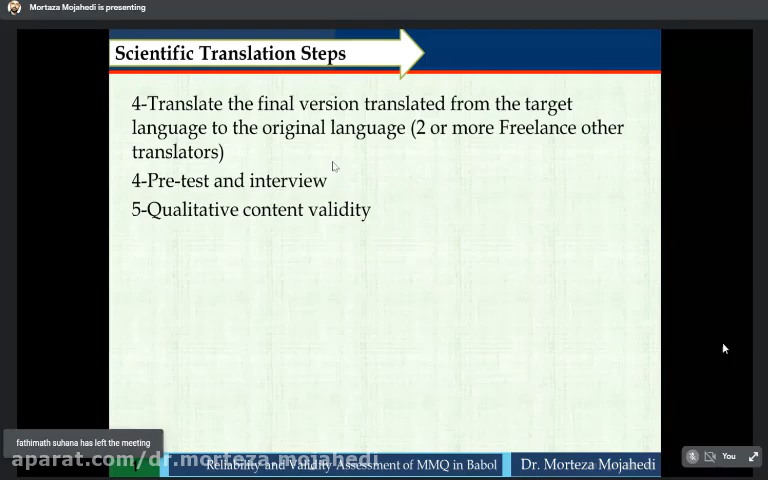 Mortaza Mojahedi is presenting
Scientific Translation Steps
4-Translate the final version translated from the target
language to the original language (2 or more Freelance other
translators)
4-Pre-test and interview
5-Qualitative content validity
fathimath suhana has left the meeting
aparat.com/dr.morteza.mojahedi
Reliability and Validity Assessment of MMQ in Babol
Dr. Morteza Mojahedi
You